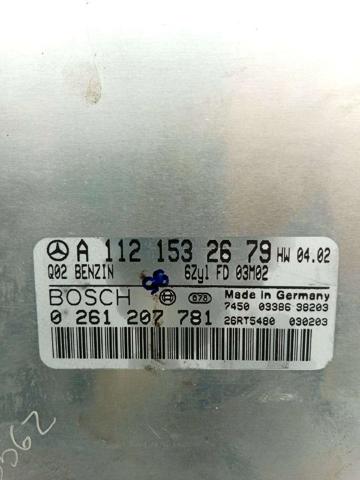 A 112 153 26 79 HW 04.02
Q02 BENZIN 6Zyl FD 03M02
BOSCH 678 Made in Germany
7450 03386 38203
0 261 207 781 26RT5480 030203